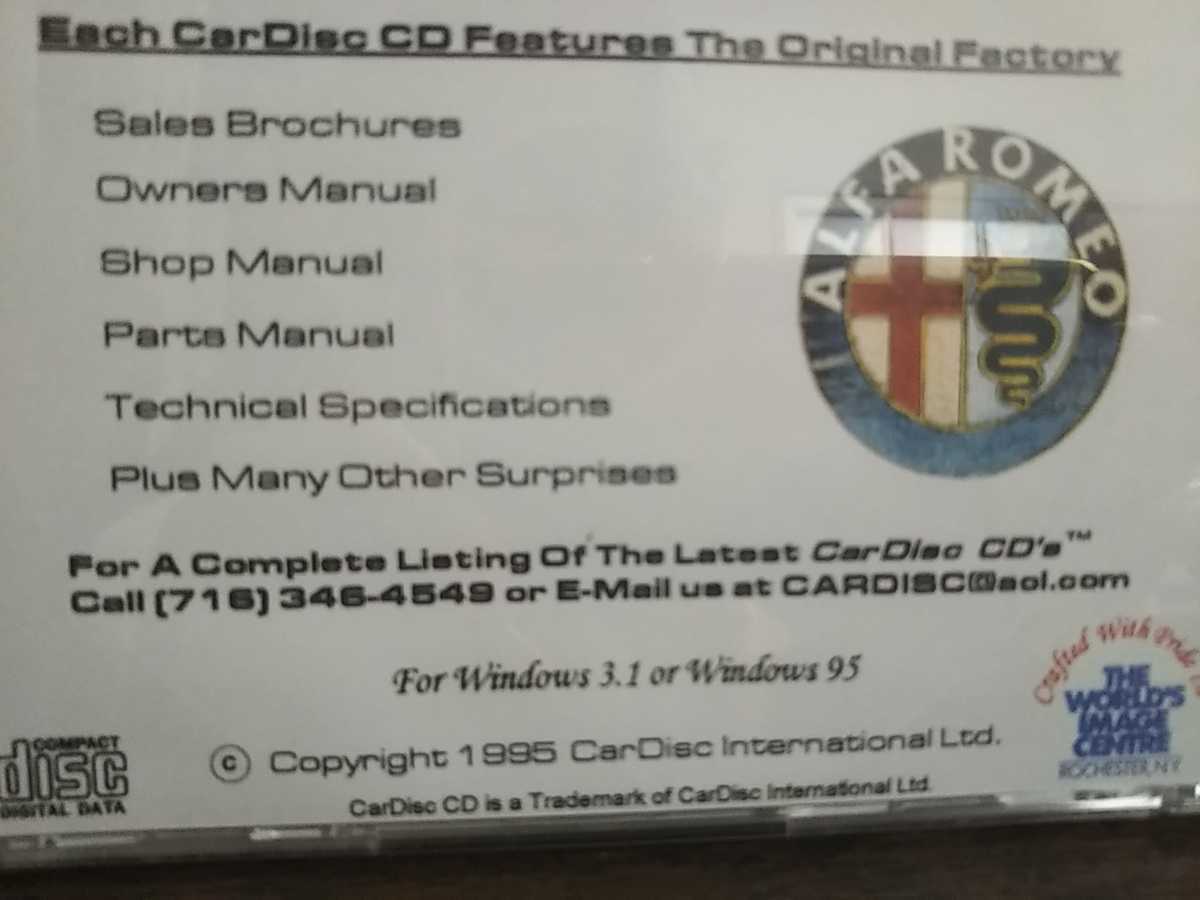 Each CarDisc CD Features The Original Factory
Sales Brochures
Owners Manual
Shop Manual
Parts Manual
Technical Specifications
Plus Many Other Surprises
ALFA ROMEO
For A Complete Listing Of The Latest CarDisc CD's™
Call (716) 346-4549 or E-Mail us at CARDISC@aol.com
For Windows 3.1 or Windows 95
Crafted With Pride
THE
WORLD'S
IMAGE
CENTRE
ROCHESTER, N.Y.
COMPACT
disc
DIGITAL DATA
© Copyright 1995 CarDisc International Ltd.
CarDisc CD is a Trademark of CarDisc International Ltd.